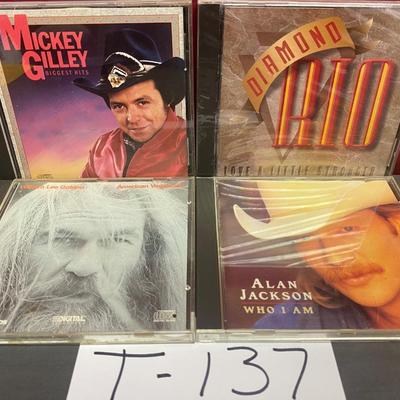 MICKEY
GILLEY
BIGGEST HITS
DIAMOND
RIO
LOVE A LITTLE STRONGER
William Lee Golden
American
DIGITAL
ALAN
JACKSON
WHO I AM
T-137